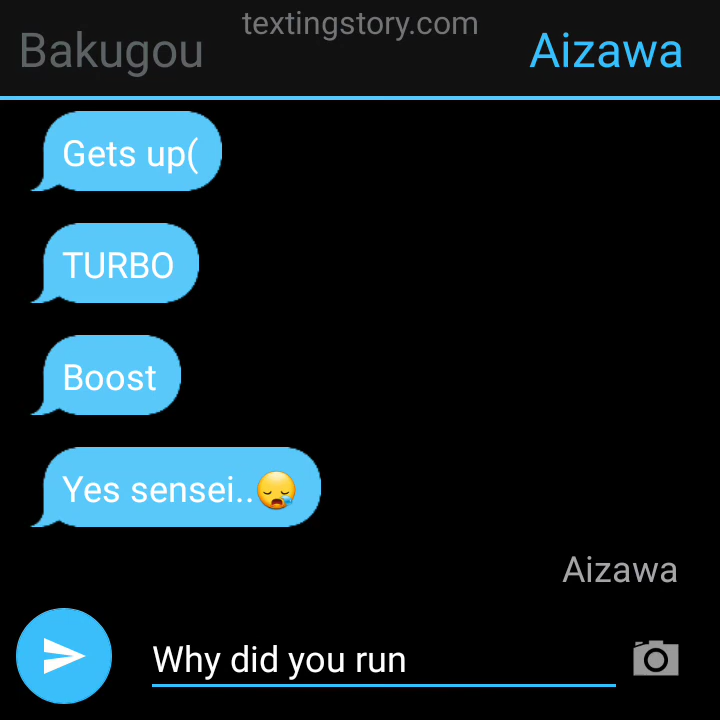 textingstory.com
Bakugou
Aizawa
Gets up(
TURBO
Boost
Yes sensei..😪
Aizawa
Why did you run